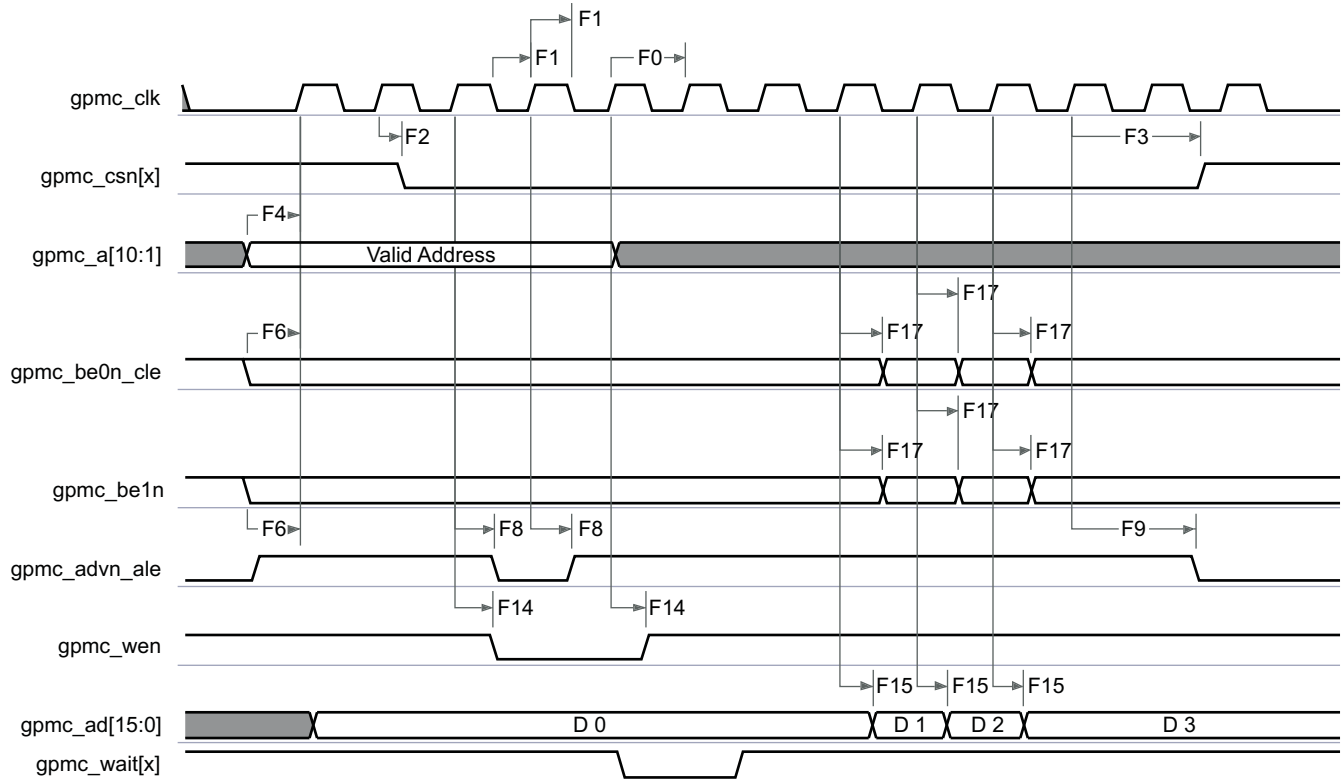 F1
F1
F0
gpmc_clk
F2
F3
gpmc_csn[x]
F4
gpmc_a[10:1]
Valid Address
F17
F6
F17
F17
gpmc_be0n_cle
F17
F17
F17
gpmc_be1n
F6
F8
F8
F9
gpmc_advn_ale
F14
F14
gpmc_wen
F15
F15
F15
gpmc_ad[15:0]
D 0
D 1
D 2
D 3
gpmc_wait[x]